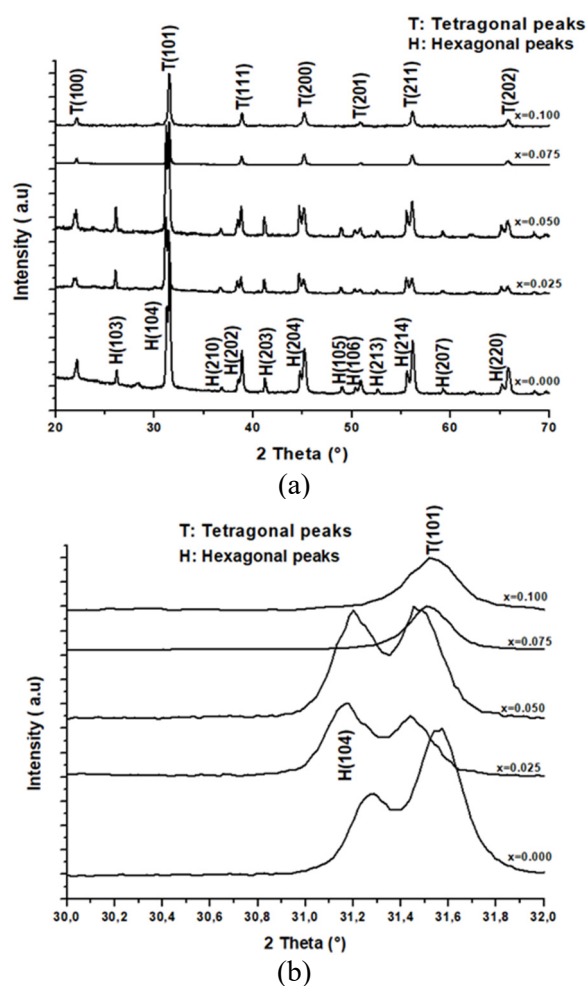 T: Tetragonal peaks
H: Hexagonal peaks
T(100)
T(101)
T(111)
T(200)
T(201)
T(211)
T(202)
x=0.100
x=0.075
x=0.050
x=0.025
x=0.000
H(103)
H(104)
H(210)
H(202)
H(203)
H(204)
H(105)
H(106)
H(213)
H(214)
H(207)
H(220)
Intensity ( a.u)
20 30 40 50 60 70
2 Theta (°)
(a)
T: Tetragonal peaks
H: Hexagonal peaks
T(101)
x=0.100
x=0.075
x=0.050
x=0.025
H(104)
x=0.000
Intensity ( a.u)
30,0 30,2 30,4 30,6 30,8 31,0 31,2 31,4 31,6 31,8 32,0
2 Theta (°)
(b)